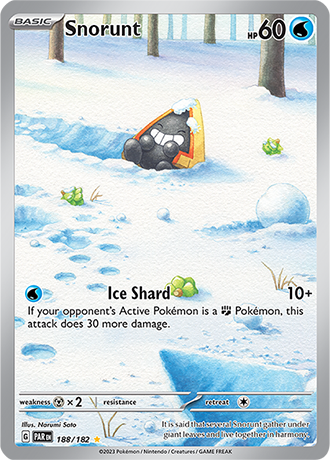 BASIC
Snorunt HP 60
Ice Shard 10+
If your opponent's Active Pokémon is a Pokémon, this
attack does 30 more damage.
weakness ×2 resistance retreat
Illus. Narumi Sato
G PAR EN 188/182
It is said that several Snorunt gather under
giant leaves and live together in harmony.
©2023 Pokémon / Nintendo / Creatures / GAME FREAK